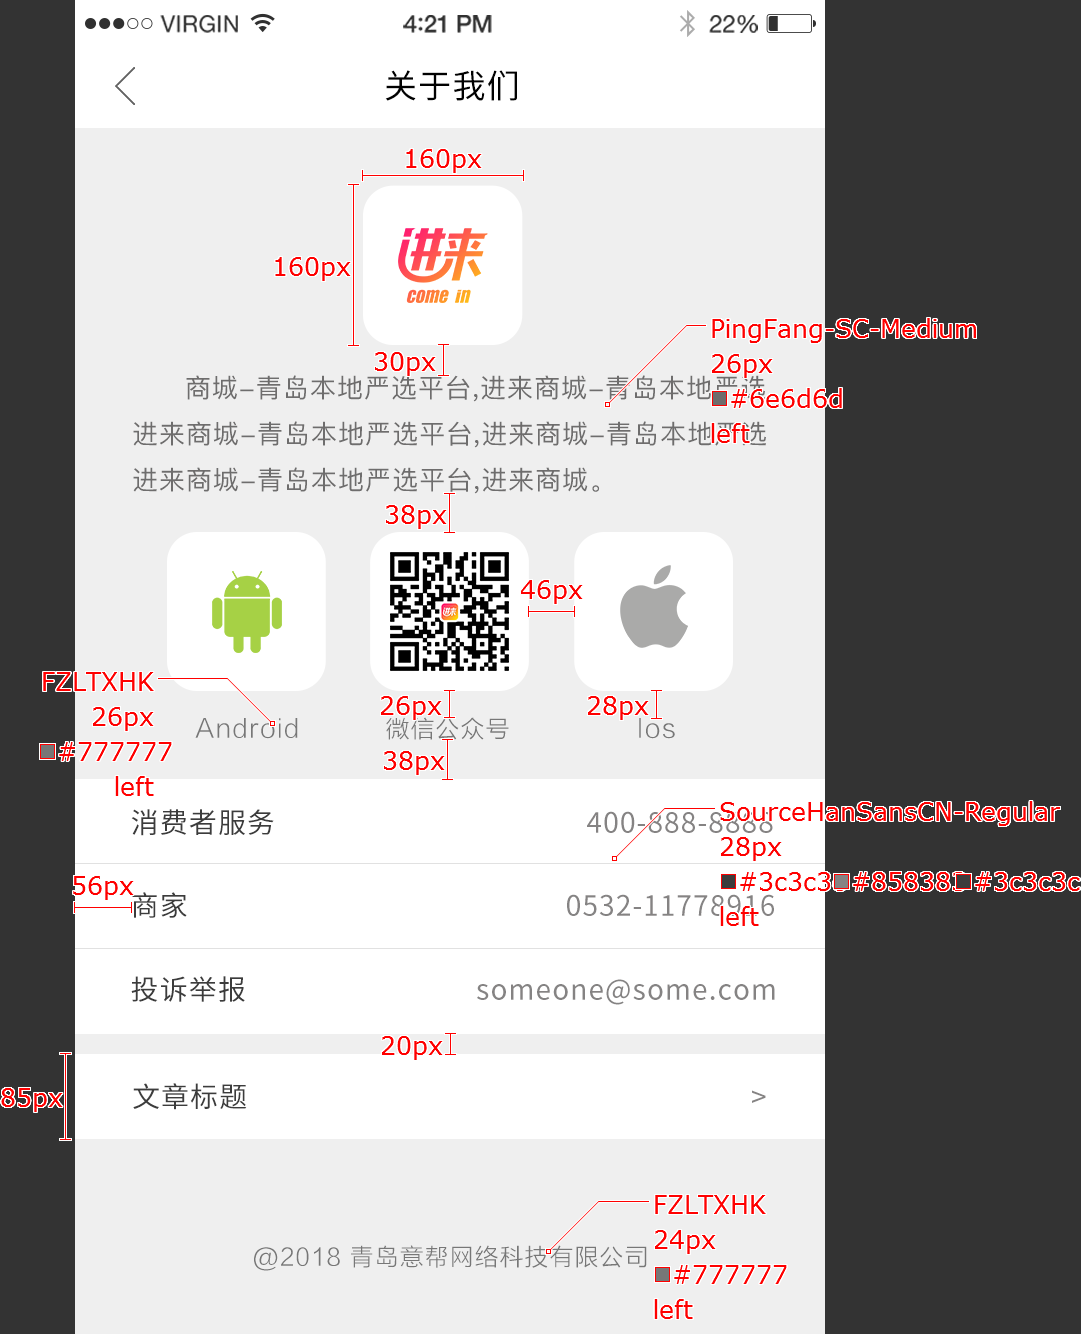 VIRGIN
4:21 PM
22%
关于我们
160px
160px
进来
come in
30px
PingFang-SC-Medium
26px
#6e6d6d
left
商城-青岛本地严选平台,进来商城-青岛本地严选
进来商城-青岛本地严选平台,进来商城-青岛本地严选
进来商城-青岛本地严选平台,进来商城。
38px
进来
46px
FZLTXHK
26px
#777777
left
26px
28px
Android
微信公众号
Ios
38px
消费者服务
400-888-8888
SourceHanSansCN-Regular
28px
#3c3c3c
#858383
#3c3c3c
left
56px
商家
0532-11778916
投诉举报
someone@some.com
20px
85px
文章标题
>
FZLTXHK
24px
#777777
left
@2018 青岛意帮网络科技有限公司